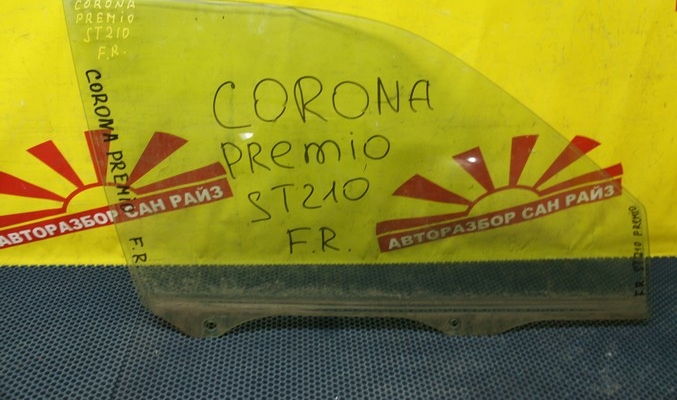 CORONA
PREMIO
ST210
F.R.
CORONA PREMIO F.R
CORONA
PREMIO
ST210
F.R.
АВТОРАЗБОР САН РАЙЗ
АВТОРАЗБОР САН РАЙЗ
F.R. ST210 PREMIO